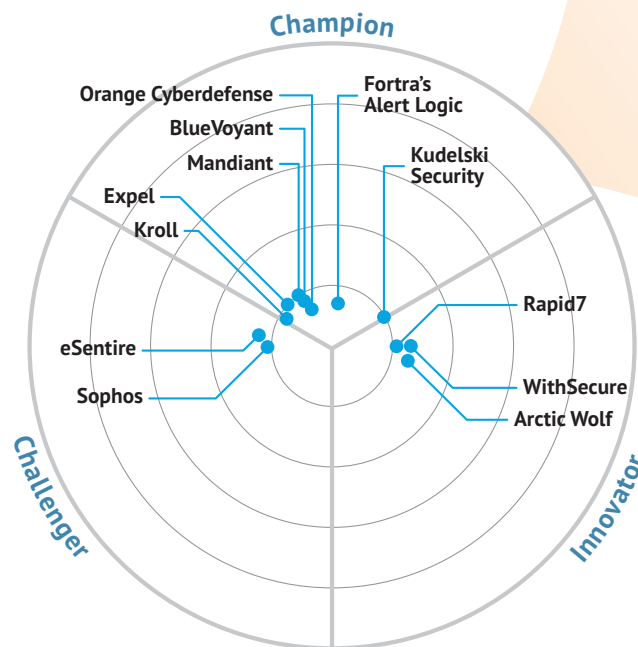 Champion
Orange Cyberdefense
Fortra's
Alert Logic
BlueVoyant
Mandiant
Kudelski
Security
Expel
Kroll
Rapid7
eSentire
Sophos
WithSecure
Arctic Wolf
Challenger
Innovator